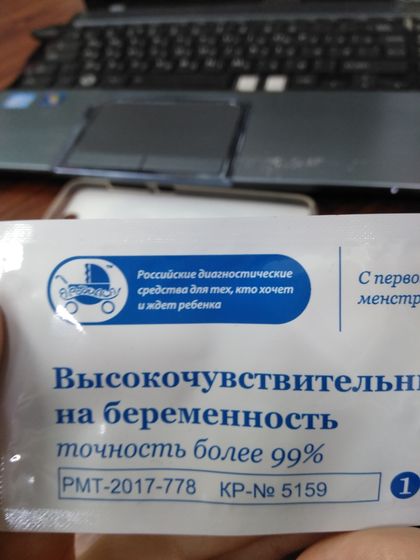 Российские диагностические
средства для тех, кто хочет
и ждет ребенка
С перво
менстр
Высокочувствительн
на беременность
точность более 99%
РМТ-2017-778 КР-№ 5159
1